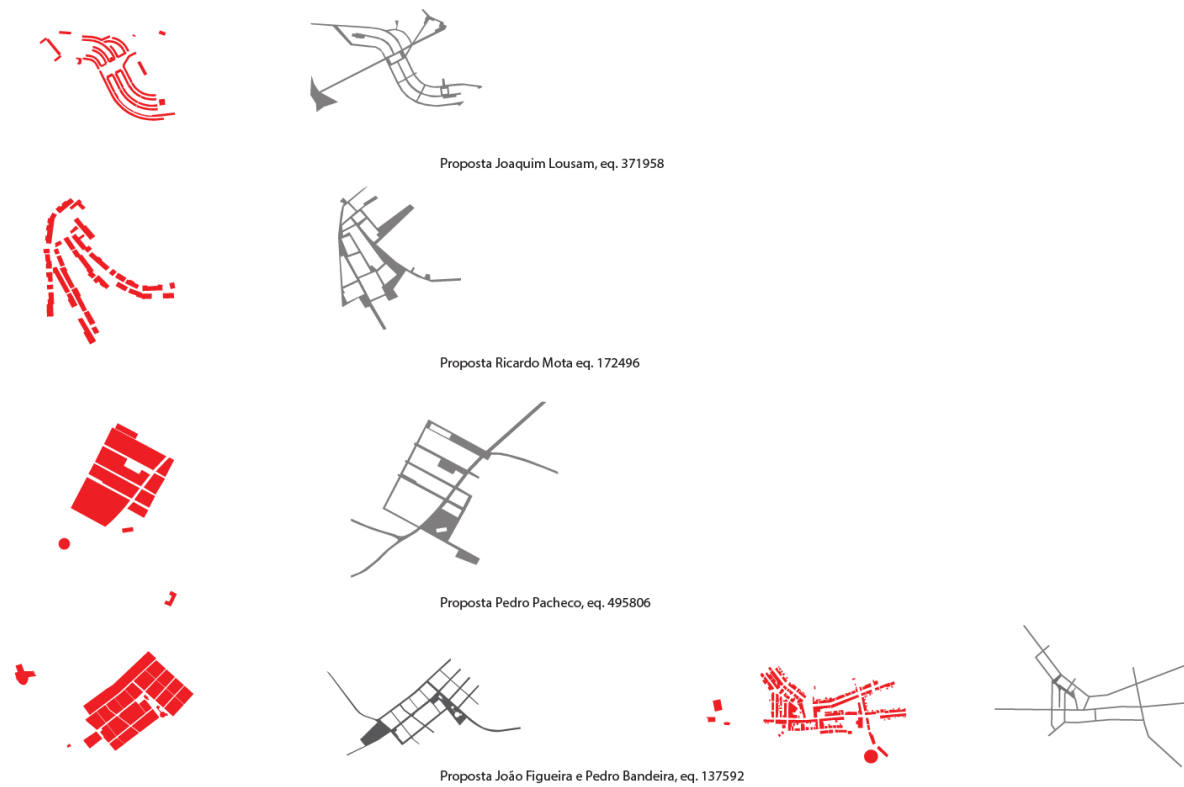 Proposta Joaquim Lousam, eq. 371958
Proposta Ricardo Mota eq. 172496
Proposta Pedro Pacheco, eq. 495806
Proposta João Figueira e Pedro Bandeira, eq. 137592